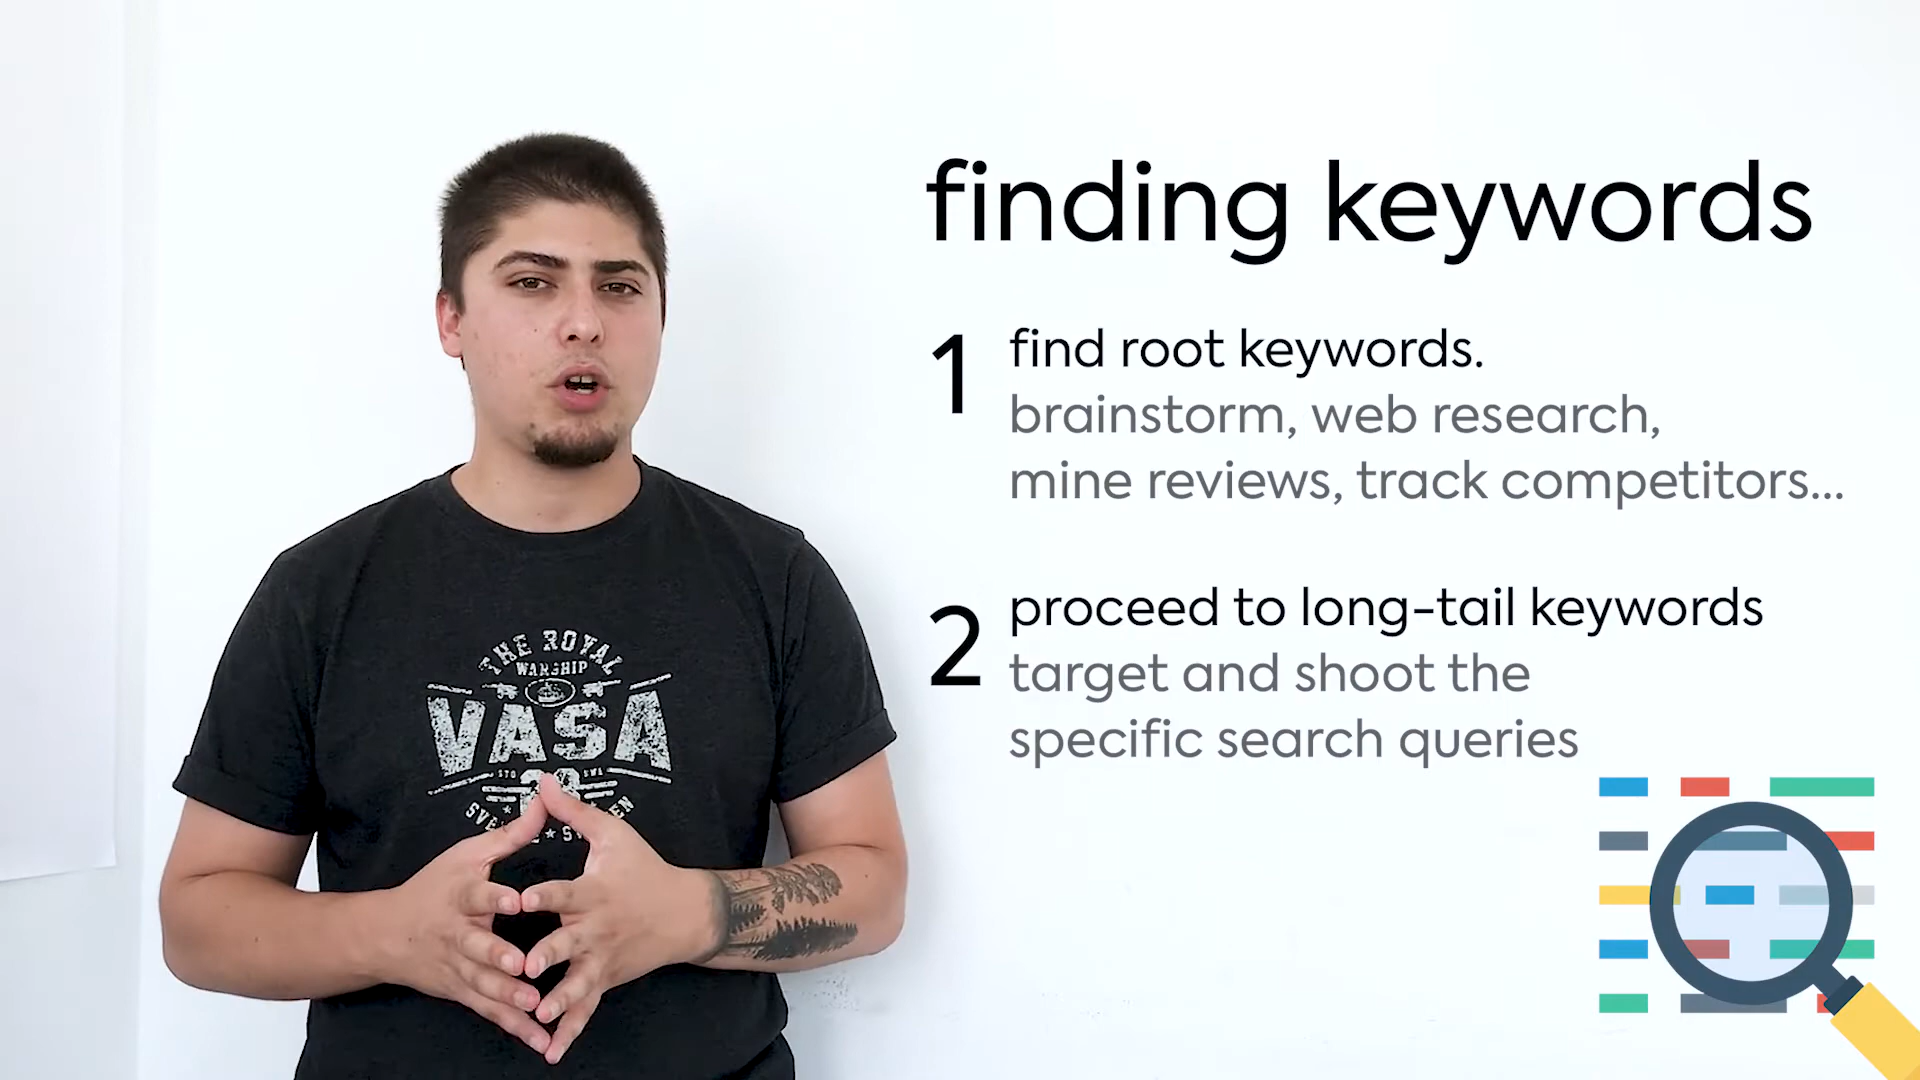 finding keywords
1
find root keywords.
brainstorm, web research,
mine reviews, track competitors...
2
proceed to long-tail keywords
target and shoot the
specific search queries
THE ROYAL
WARSHIP
VASA